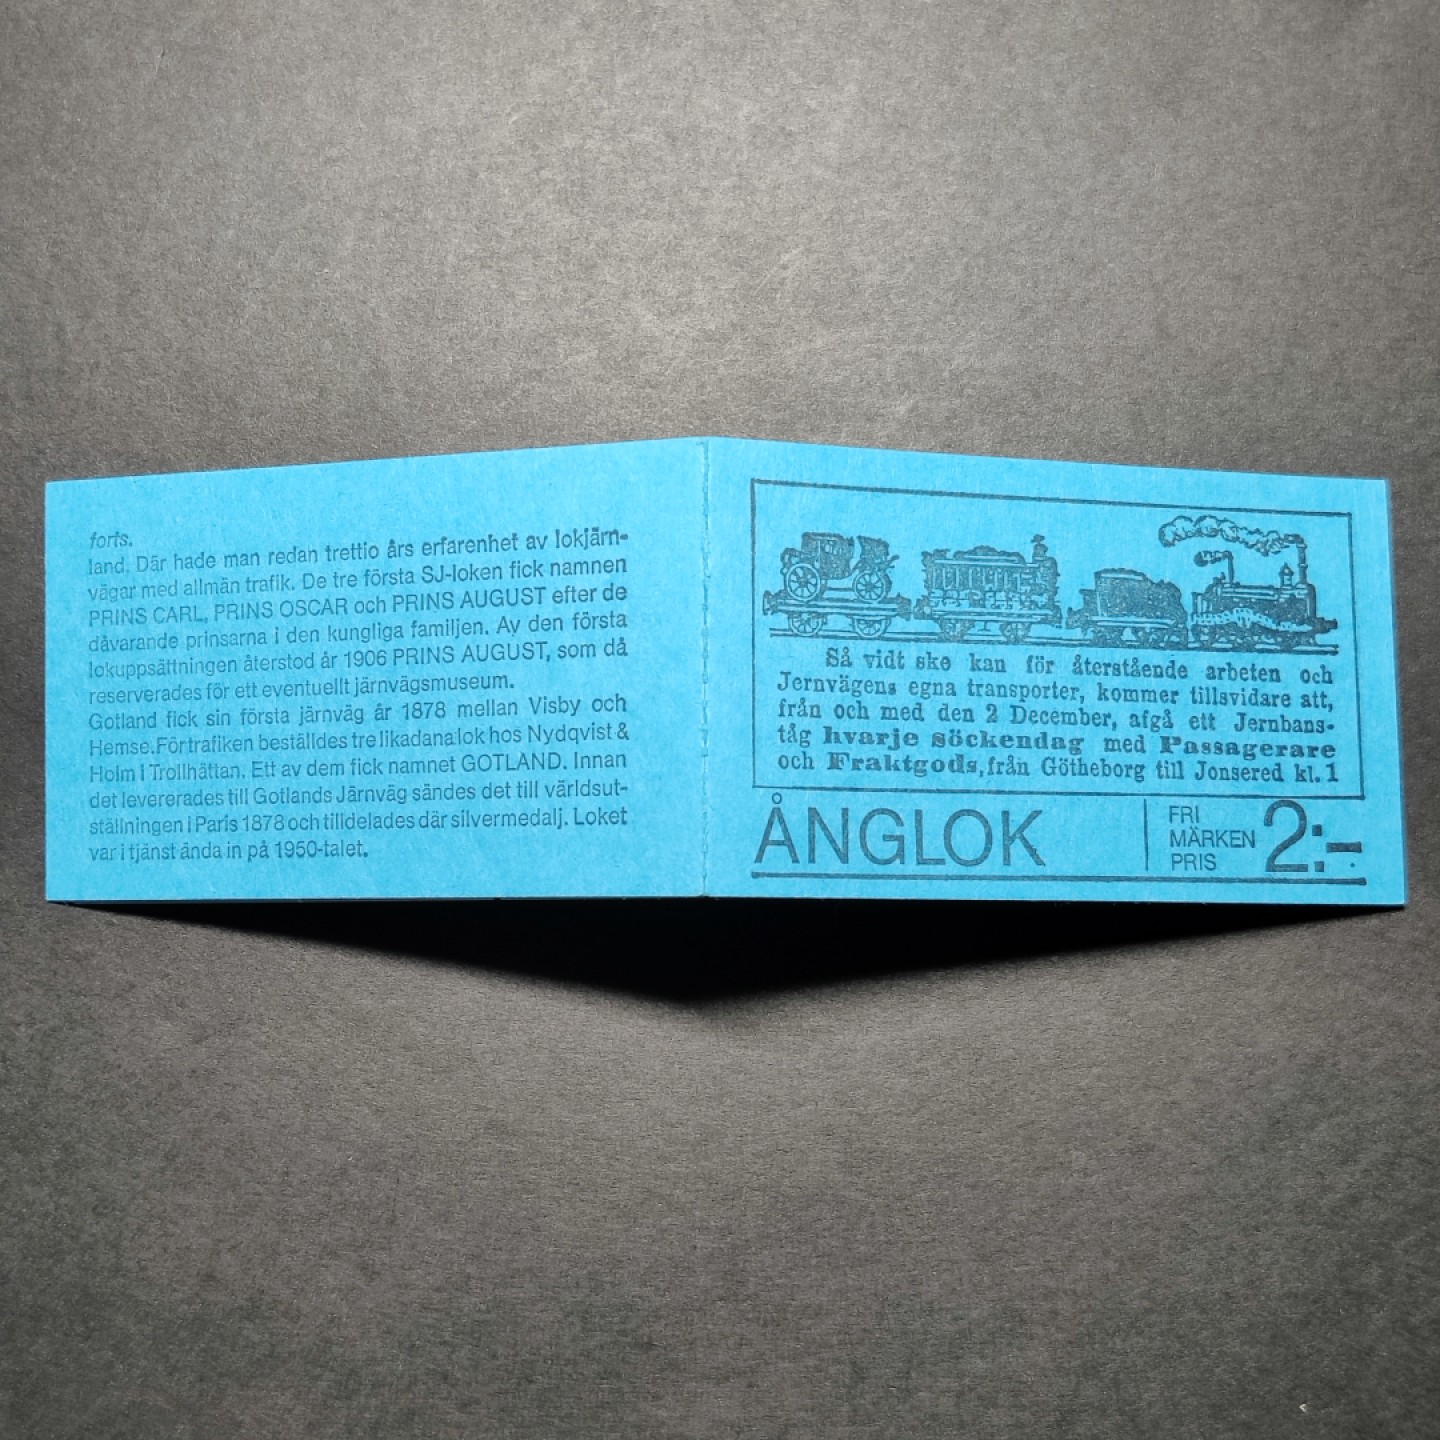 forts.
land. Där hade man redan trettio års erfarenhet av lokjärn-
vägar med allmän trafik. De tre första SJ-loken fick namnen
PRINS CARL, PRINS OSCAR och PRINS AUGUST efter de
dåvarande prinsarna i den kungliga familjen. Av den första
lokuppsättningen återstod år 1906 PRINS AUGUST, som då
reserverades för ett eventuellt järnvägsmuseum.
Gotland fick sin första järnväg år 1878 mellan Visby och
Hemse. För trafiken beställdes tre likadana lok hos Nydqvist &
Holm i Trollhättan. Ett av dem fick namnet GOTLAND. Innan
det levererades till Gotlands Järnväg sändes det till världsut-
ställningen i Paris 1878 och tilldelades där silvermedalj. Loket
var i tjänst ända in på 1950-talet.
Så vidt ske kan för återstående arbeten och
Jernvägens egna transporter, kommer tillsvidare att,
från och med den 2 December, afgå ett Jernbans-
tåg hvarje söckendag med Passagerare
och Fraktgods, från Götheborg till Jonsered kl. 1
ÅNGLOK
FRI
MÄRKEN
PRIS
2:-